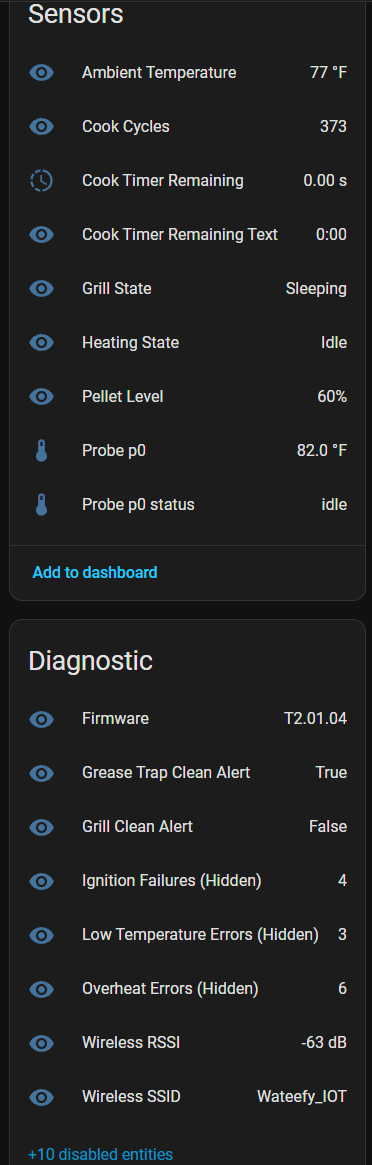 Sensors
Ambient Temperature 77 °F
Cook Cycles 373
Cook Timer Remaining 0.00 s
Cook Timer Remaining Text 0:00
Grill State Sleeping
Heating State Idle
Pellet Level 60%
Probe p0 82.0 °F
Probe p0 status idle
Add to dashboard
Diagnostic
Firmware T2.01.04
Grease Trap Clean Alert True
Grill Clean Alert False
Ignition Failures (Hidden) 4
Low Temperature Errors (Hidden) 3
Overheat Errors (Hidden) 6
Wireless RSSI -63 dB
Wireless SSID Wateefy_IOT
+10 disabled entities